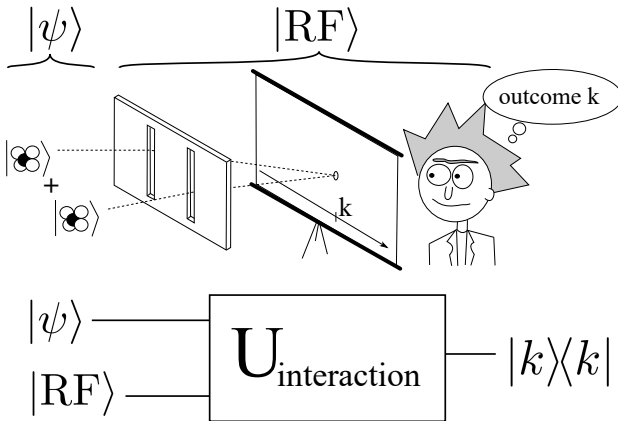 |ψ⟩ |RF⟩
outcome k
+
k
|ψ⟩
|RF⟩
U interaction
|k⟩⟨k|